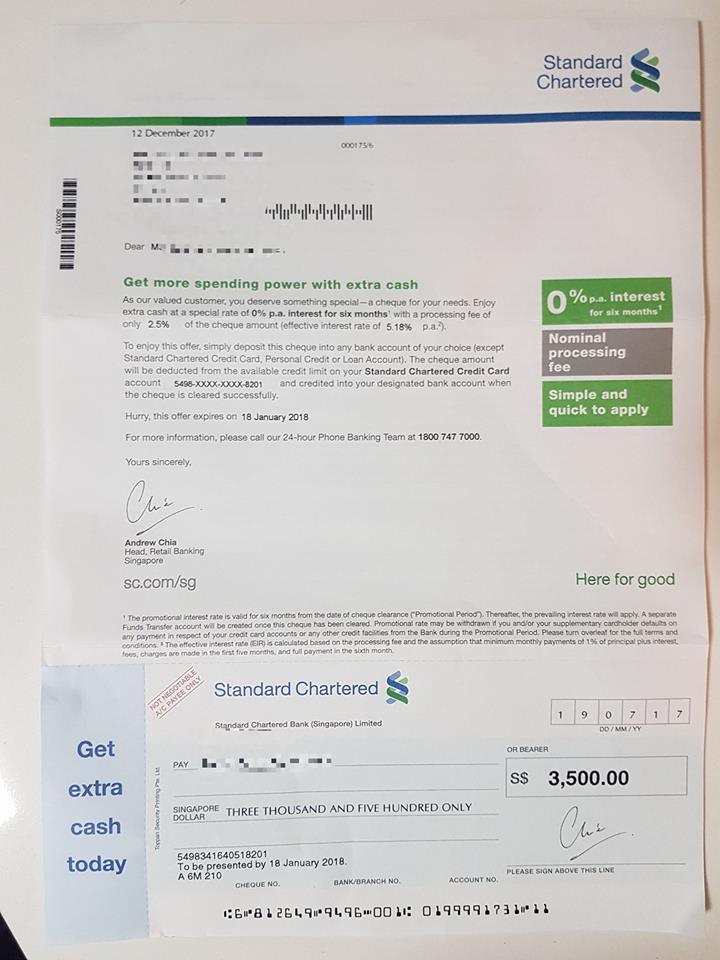 Standard
Chartered
12 December 2017
000175/6
S000175
Dear M
Get more spending power with extra cash
As our valued customer, you deserve something special—a cheque for your needs. Enjoy
extra cash at a special rate of 0% p.a. interest for six months¹ with a processing fee of
only 2.5% of the cheque amount (effective interest rate of 5.18% p.a.²).
To enjoy this offer, simply deposit this cheque into any bank account of your choice (except
Standard Chartered Credit Card, Personal Credit or Loan Account). The cheque amount
will be deducted from the available credit limit on your Standard Chartered Credit Card
account 5498-XXXX-XXXX-8201 and credited into your designated bank account when
the cheque is cleared successfully.
Hurry, this offer expires on 18 January 2018
For more information, please call our 24-hour Phone Banking Team at 1800 747 7000.
Yours sincerely,
Andrew Chia
Head, Retail Banking
Singapore
sc.com/sg
0% p.a. interest
for six months¹
Nominal
processing
fee
Simple and
quick to apply
Here for good
¹ The promotional interest rate is valid for six months from the date of cheque clearance ("Promotional Period"). Thereafter, the prevailing interest rate will apply. A separate
Funds Transfer account will be created once this cheque has been cleared. Promotional rate may be withdrawn if you and/or your supplementary cardholder defaults on
any payment in respect of your credit card accounts or any other credit facilities from the Bank during the Promotional Period. Please turn overleaf for the full terms and
conditions. ² The effective interest rate (EIR) is calculated based on the processing fee and the assumption that minimum monthly payments of 1% of principal plus interest,
fees, charges are made in the first five months, and full payment in the sixth month.
Get
extra
cash
today
NOT NEGOTIABLE
A/C PAYEE ONLY
Standard Chartered
Standard Chartered Bank (Singapore) Limited
190717
DD / MM / YY
Toppan Security Printing Pte. Ltd.
PAY
OR BEARER
S$ 3,500.00
SINGAPORE
DOLLAR THREE THOUSAND AND FIVE HUNDRED ONLY
5498341640518201
To be presented by 18 January 2018.
A 6M 210
CHEQUE NO. BANK/BRANCH NO. ACCOUNT NO.
PLEASE SIGN ABOVE THIS LINE
⑆6⑈812649⑈9496⑉001⑆ 0199991731⑈11